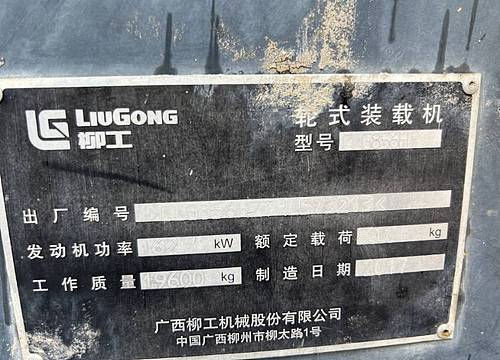 LIUGONG
柳工
轮式装载机
型号
出厂编号
发动机功率 kW 额定载荷 kg
工作质量 19600 kg 制造日期
广西柳工机械股份有限公司
中国广西柳州市柳太路1号